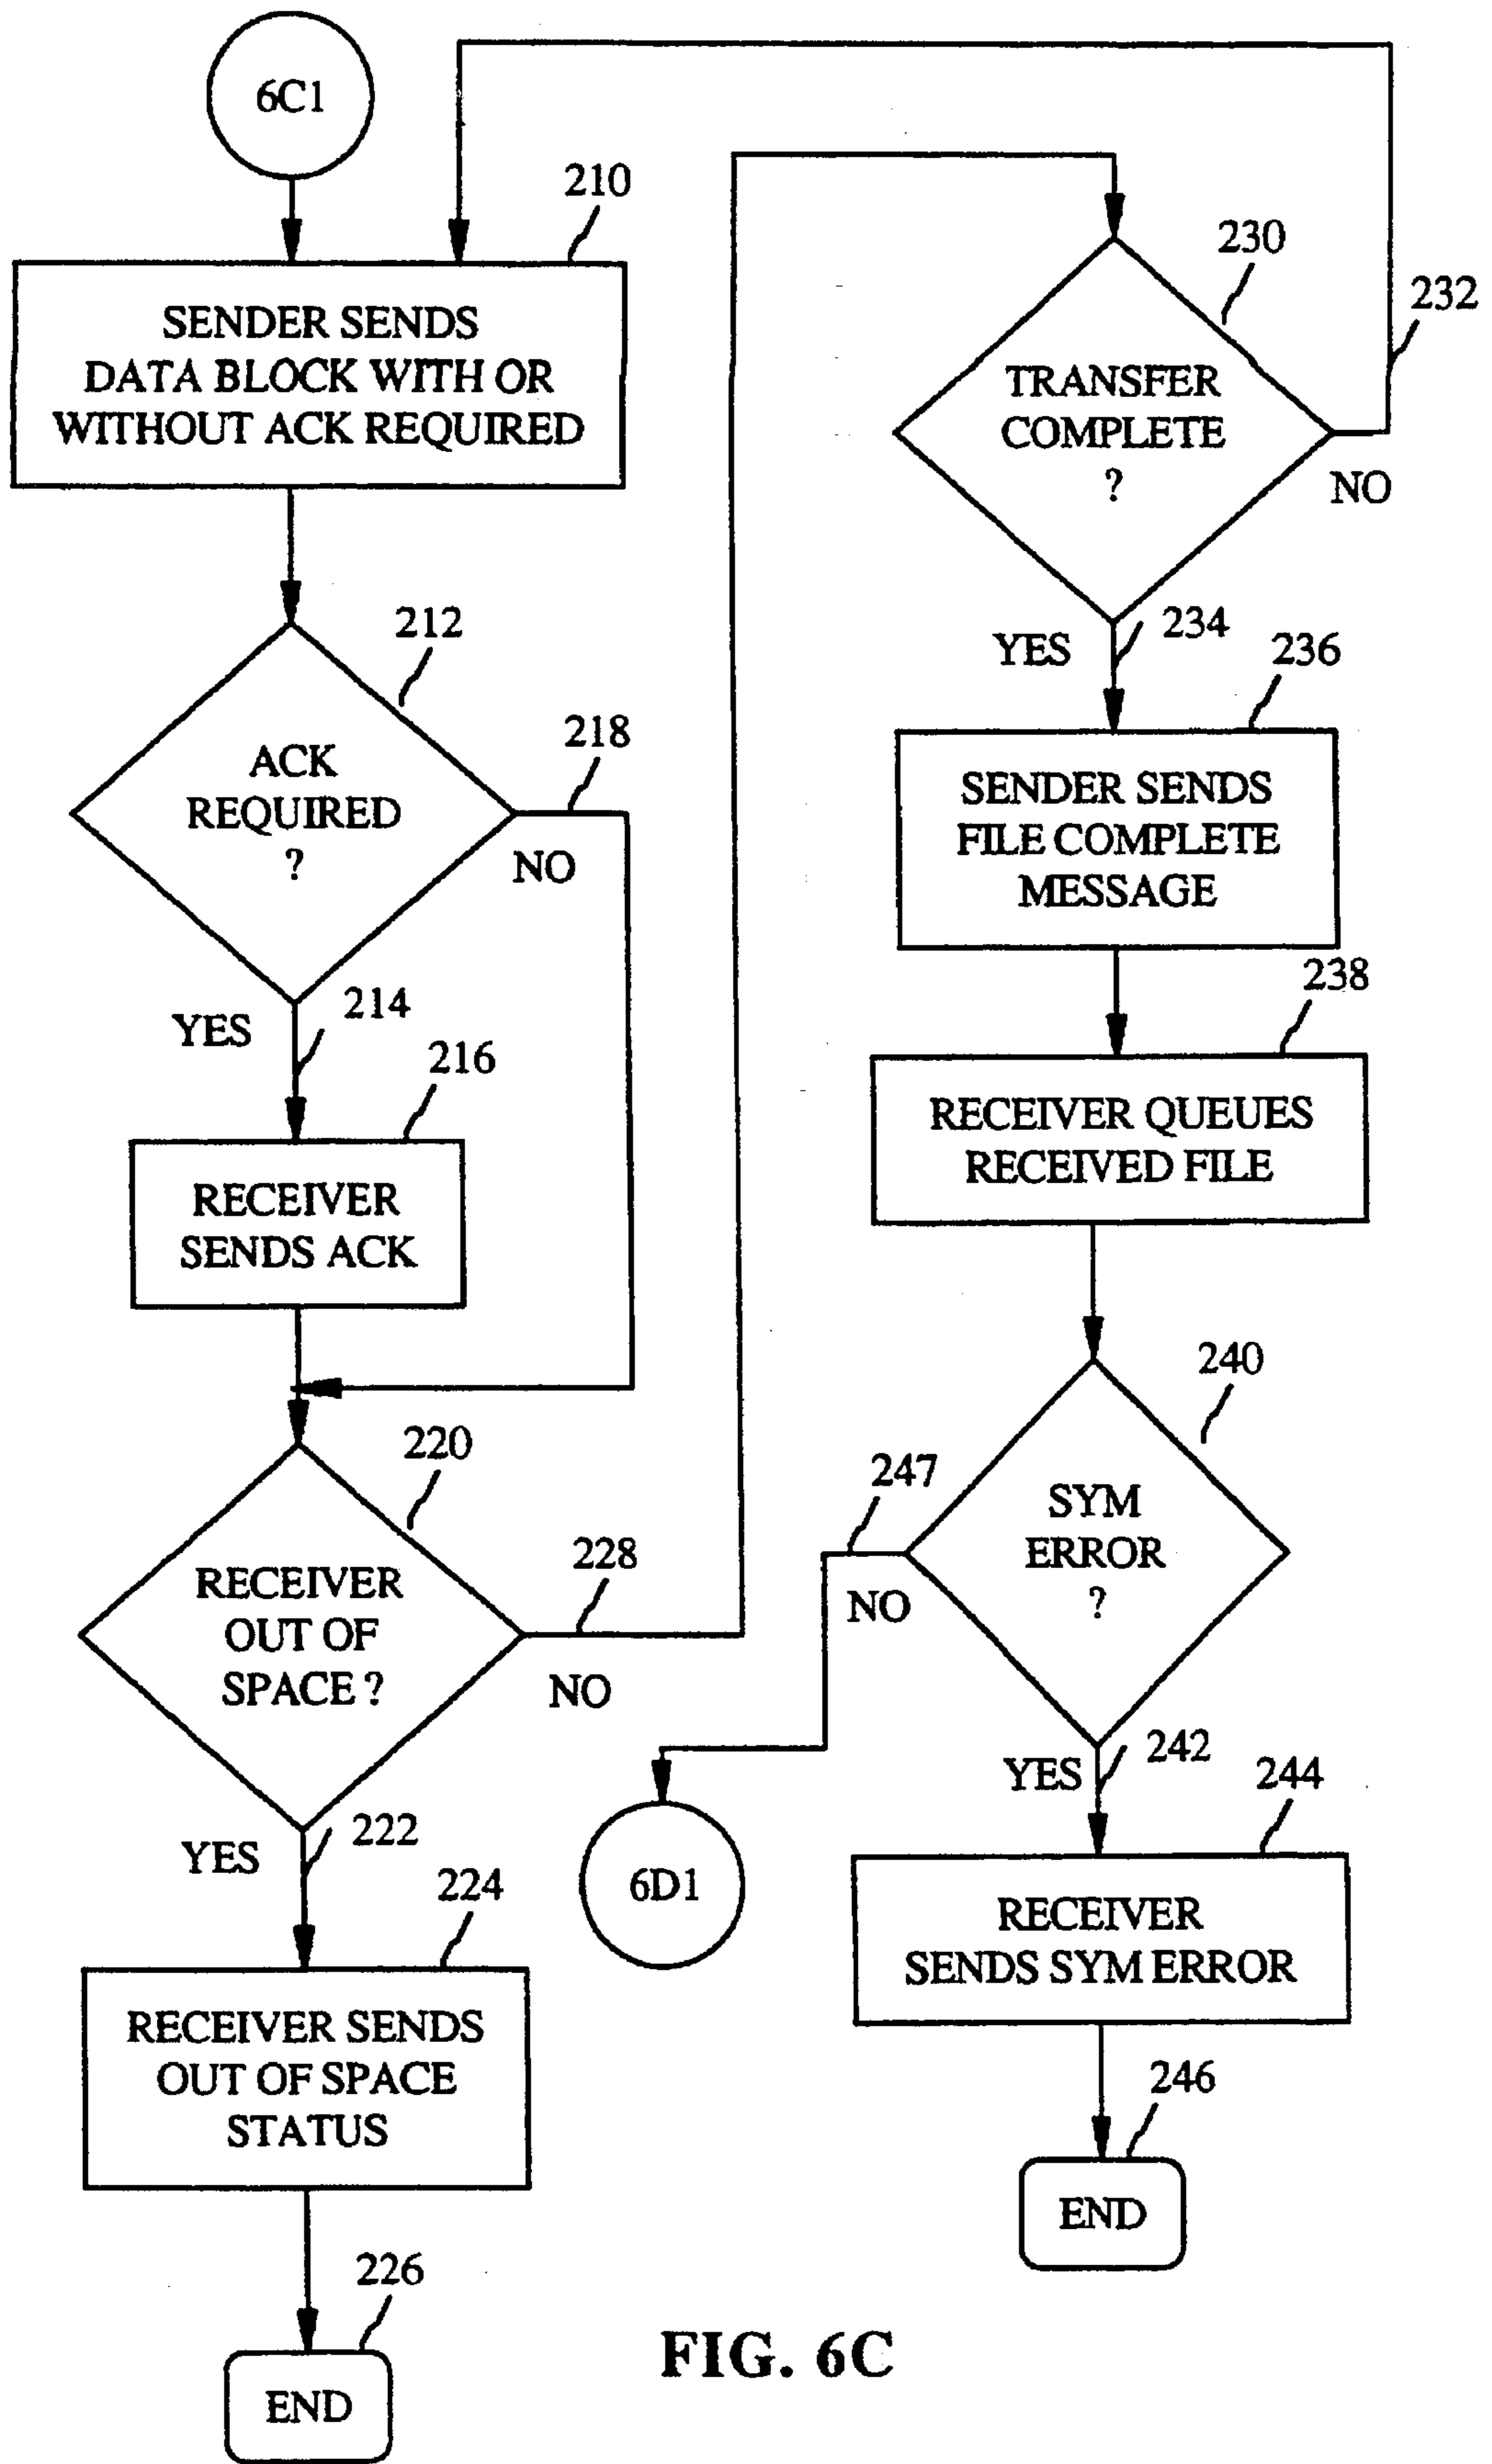 6C1
210
SENDER SENDS
DATA BLOCK WITH OR
WITHOUT ACK REQUIRED
212
ACK
REQUIRED
?
218
NO
YES
214
216
RECEIVER
SENDS ACK
220
RECEIVER
OUT OF
SPACE ?
228
NO
YES
222
224
RECEIVER SENDS
OUT OF SPACE
STATUS
226
END
230
232
TRANSFER
COMPLETE
?
NO
YES
234
236
SENDER SENDS
FILE COMPLETE
MESSAGE
238
RECEIVER QUEUES
RECEIVED FILE
240
SYM
ERROR
?
247
NO
6D1
YES
242
244
RECEIVER
SENDS SYM ERROR
246
END
FIG. 6C